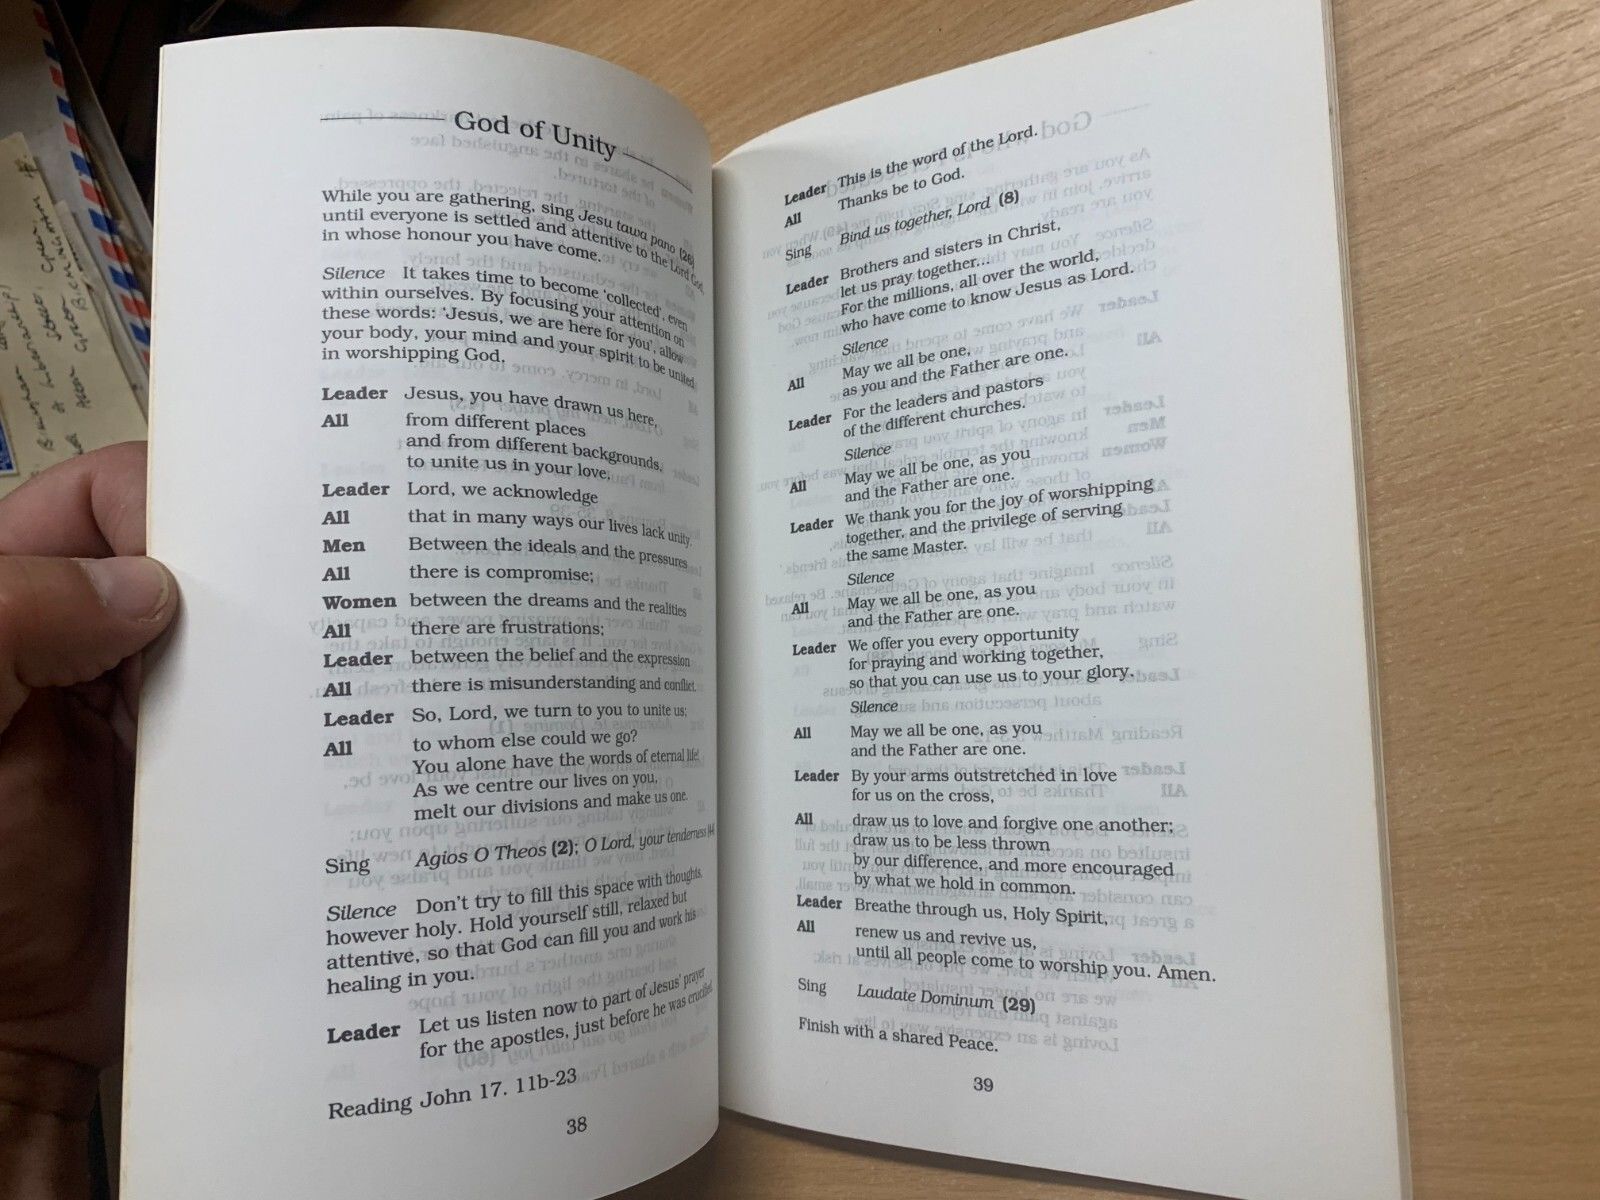 God of Unity
While you are gathering, sing Jesu tawa pano (26)
until everyone is settled and attentive to the Lord God,
in whose honour you have come.
Silence It takes time to become 'collected', even
within ourselves. By focusing your attention on
these words: 'Jesus, we are here for you', allow
your body, your mind and your spirit to be united
in worshipping God.
Leader Jesus, you have drawn us here,
All from different places
and from different backgrounds,
to unite us in your love.
Leader Lord, we acknowledge
All that in many ways our lives lack unity.
Men Between the ideals and the pressures
All there is compromise;
Women between the dreams and the realities
All there are frustrations;
Leader between the belief and the expression
All there is misunderstanding and conflict.
Leader So, Lord, we turn to you to unite us;
All to whom else could we go?
You alone have the words of eternal life!
As we centre our lives on you,
melt our divisions and make us one.
Sing Agios O Theos (2); O Lord, your tenderness
Silence Don't try to fill this space with thoughts,
however holy. Hold yourself still, relaxed but
attentive, so that God can fill you and work his
healing in you.
Leader Let us listen now to part of Jesus' prayer
for the apostles, just before he was crucified.
Reading John 17. 11b-23
38
Leader This is the word of the Lord.
All Thanks be to God.
Sing Bind us together, Lord (8)
Leader Brothers and sisters in Christ,
let us pray together...
For the millions, all over the world,
who have come to know Jesus as Lord.
Silence
All May we all be one,
as you and the Father are one.
Leader For the leaders and pastors
of the different churches.
Silence
All May we all be one, as you
and the Father are one.
Leader We thank you for the joy of worshipping
together, and the privilege of serving
the same Master.
Silence
All May we all be one, as you
and the Father are one.
Leader We offer you every opportunity
for praying and working together,
so that you can use us to your glory.
Silence
All May we all be one, as you
and the Father are one.
Leader By your arms outstretched in love
for us on the cross,
All draw us to love and forgive one another;
draw us to be less thrown
by our difference, and more encouraged
by what we hold in common.
Leader Breathe through us, Holy Spirit,
All renew us and revive us,
until all people come to worship you. Amen.
Sing Laudate Dominum (29)
Finish with a shared Peace.
39